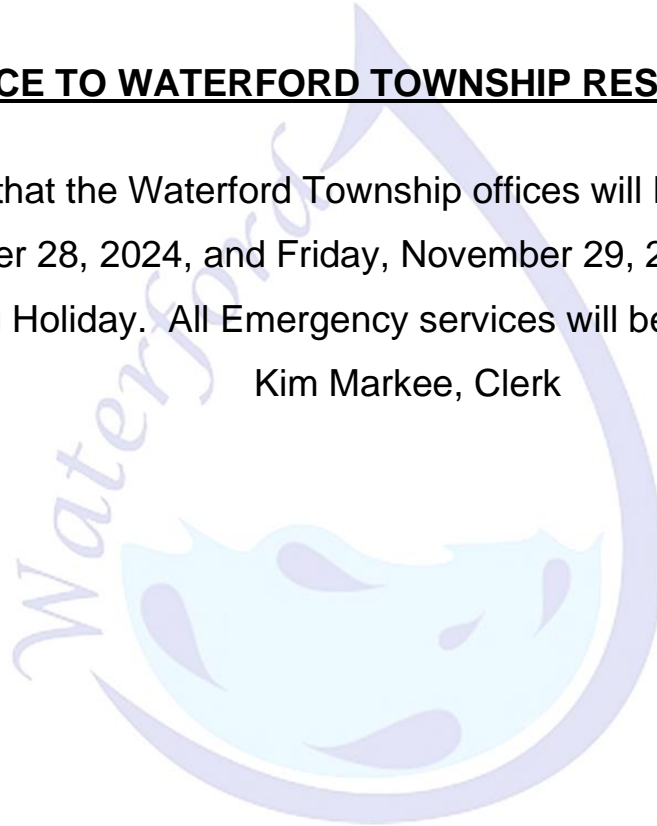 CE TO WATERFORD TOWNSHIP RES
that the Waterford Township offices will
er 28, 2024, and Friday, November 29, 2
Holiday.  All Emergency services will be
Kim Markee, Clerk
Waterford